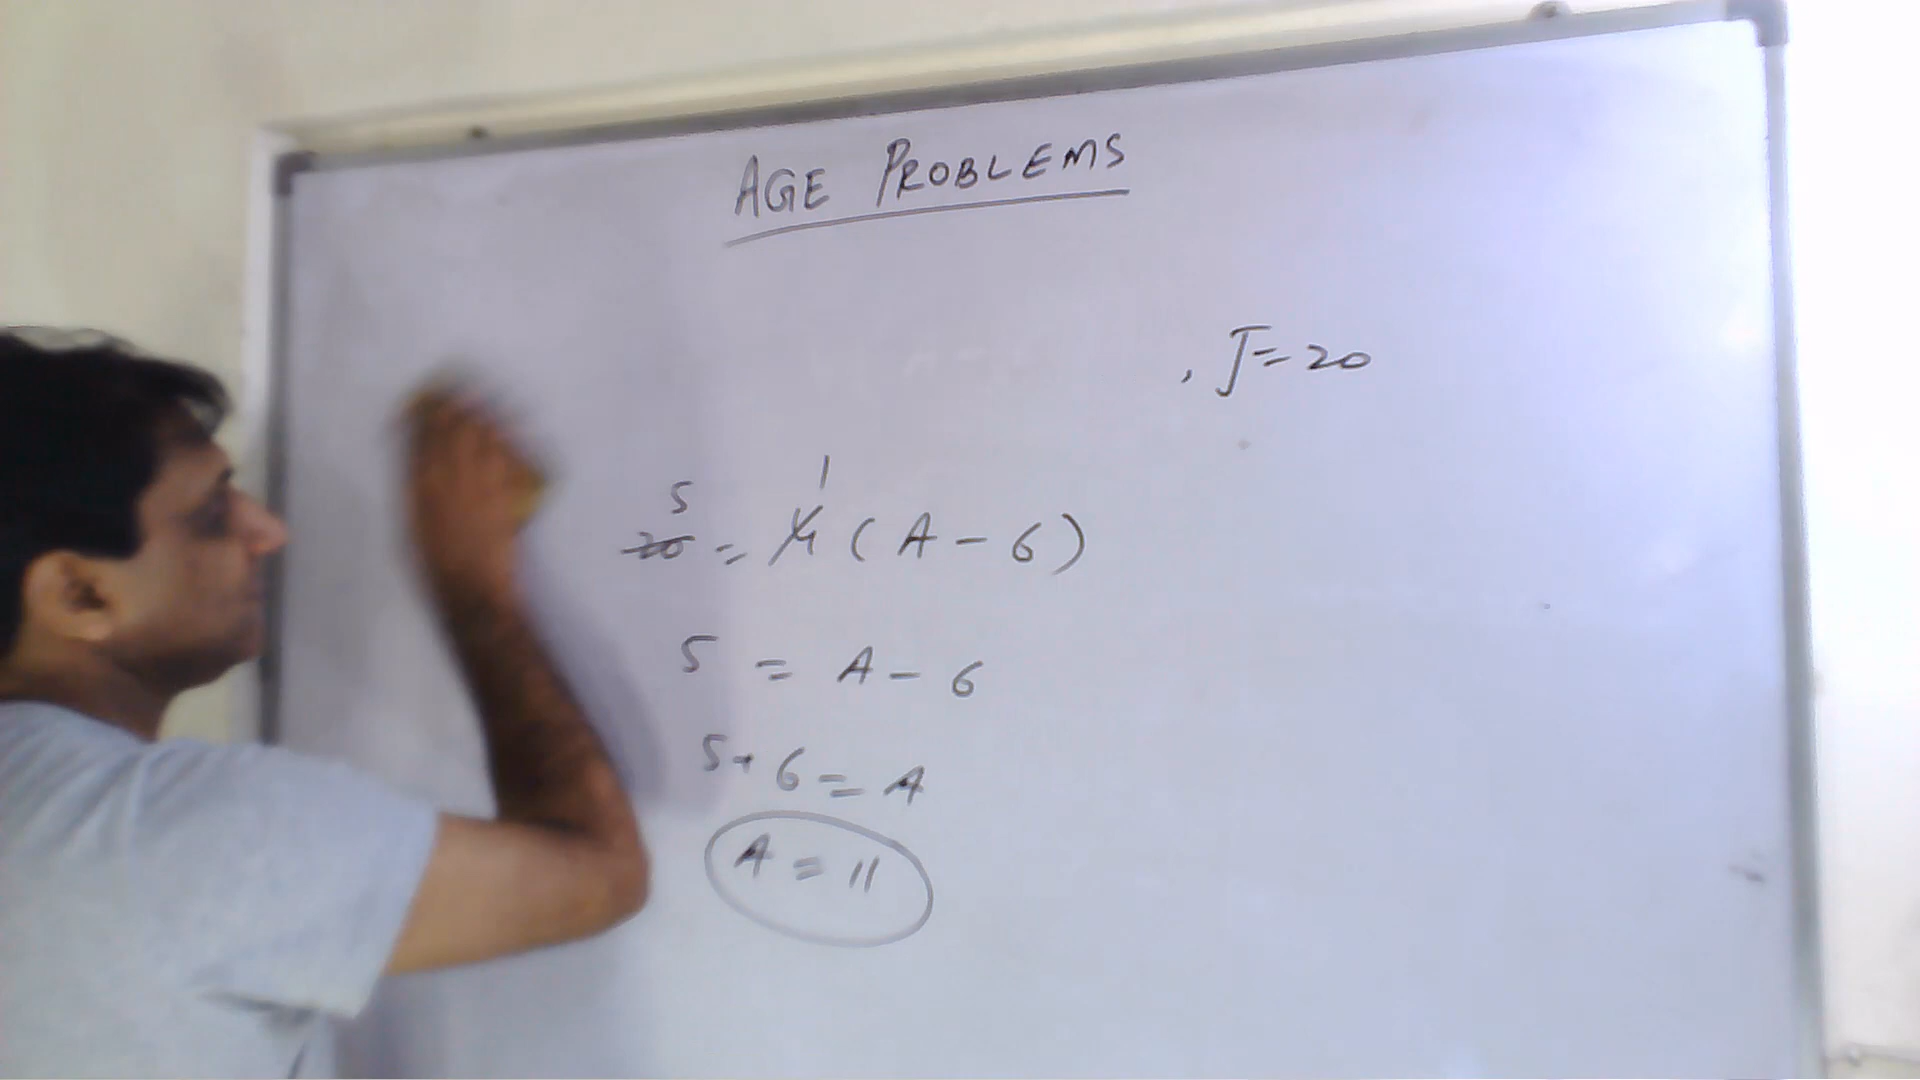 AGE PROBLEMS
, J = 20
5 1
20 = 4 ( A - 6 )
5 = A - 6
5 + 6 = A
A = 11